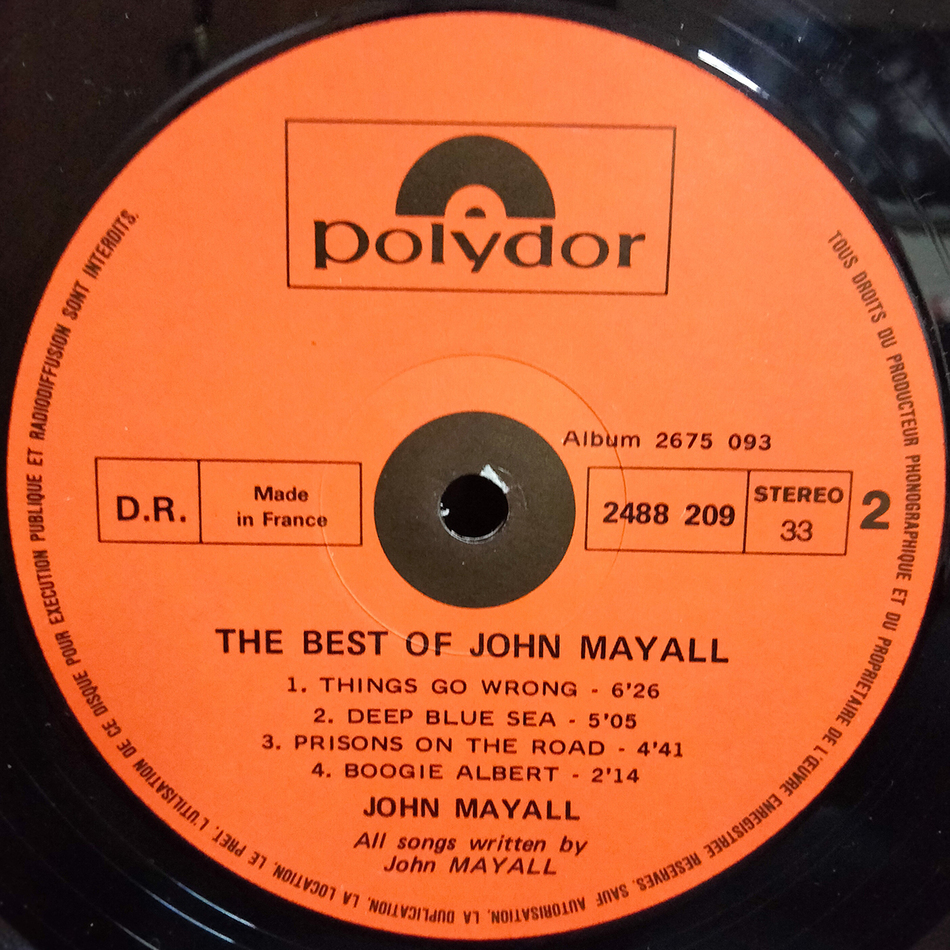 polydor
Album 2675 093
D.R.
Made
in France
2488 209
STEREO
33
2
THE BEST OF JOHN MAYALL
1. THINGS GO WRONG - 6'26
2. DEEP BLUE SEA - 5'05
3. PRISONS ON THE ROAD - 4'41
4. BOOGIE ALBERT - 2'14
JOHN MAYALL
All songs written by
John MAYALL
TOUS DROITS DU PRODUCTEUR PHONOGRAPHIQUE ET DU PROPRIETAIRE DE L'ŒUVRE ENREGISTREE RESERVES. SAUF AUTORISATION, LA DUPLICATION, LA LOCATION, LE PRET, L'UTILISATION DE CE DISQUE POUR EXECUTION PUBLIQUE ET RADIODIFFUSION SONT INTERDITS.